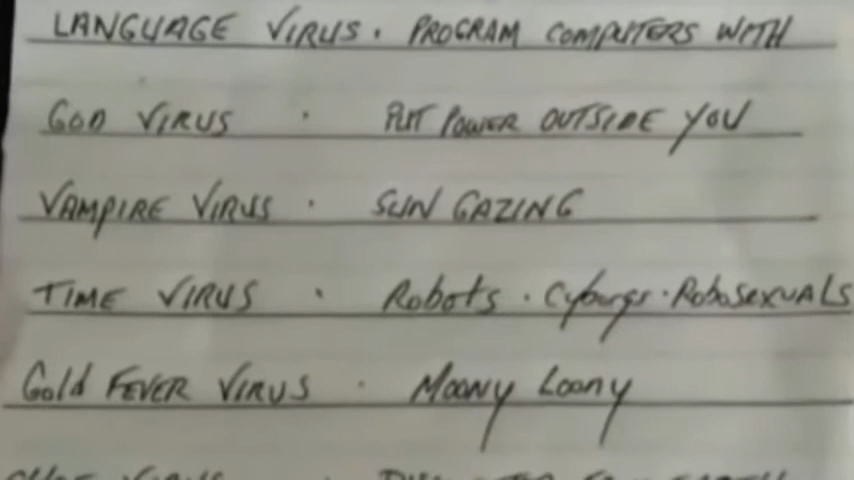 LANGUAGE VIRUS. PROGRAM COMPUTERS WITH
GOD VIRUS · PUT POWER OUTSIDE YOU
VAMPIRE VIRUS · SUN GAZING
TIME VIRUS · Robots · Cyborgs · RoboSEXUALS
Gold FEVER VIRUS · Moony Loony